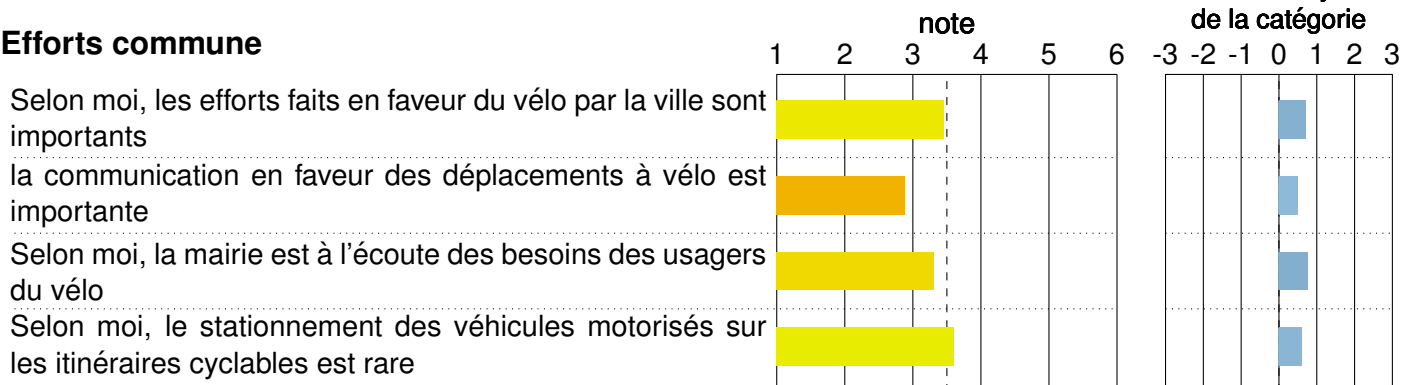 note
de la catégorie
Efforts commune
1 2 3 4 5 6
-3 -2 -1 0 1 2 3
Selon moi, les efforts faits en faveur du vélo par la ville sont
importants
la communication en faveur des déplacements à vélo est
importante
Selon moi, la mairie est à l'écoute des besoins des usagers
du vélo
Selon moi, le stationnement des véhicules motorisés sur
les itinéraires cyclables est rare